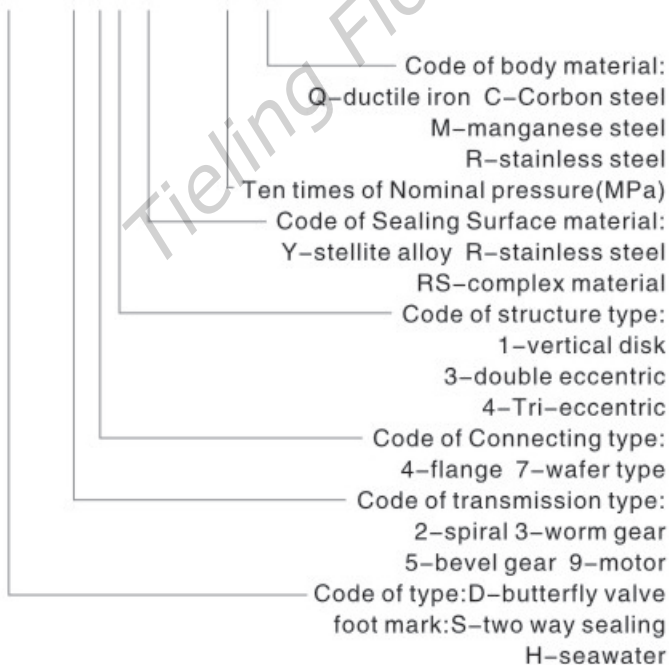 Code of body material:
Q–ductile iron C–Corbon steel
M–manganese steel
R–stainless steel
Ten times of Nominal pressure(MPa)
Code of Sealing Surface material:
Y–stellite alloy R–stainless steel
RS–complex material
Code of structure type:
1–vertical disk
3–double eccentric
4–Tri–eccentric
Code of Connecting type:
4–flange 7–wafer type
Code of transmission type:
2–spiral 3–worm gear
5–bevel gear 9–motor
Code of type:D–butterfly valve
foot mark:S–two way sealing
H–seawater
Tieling